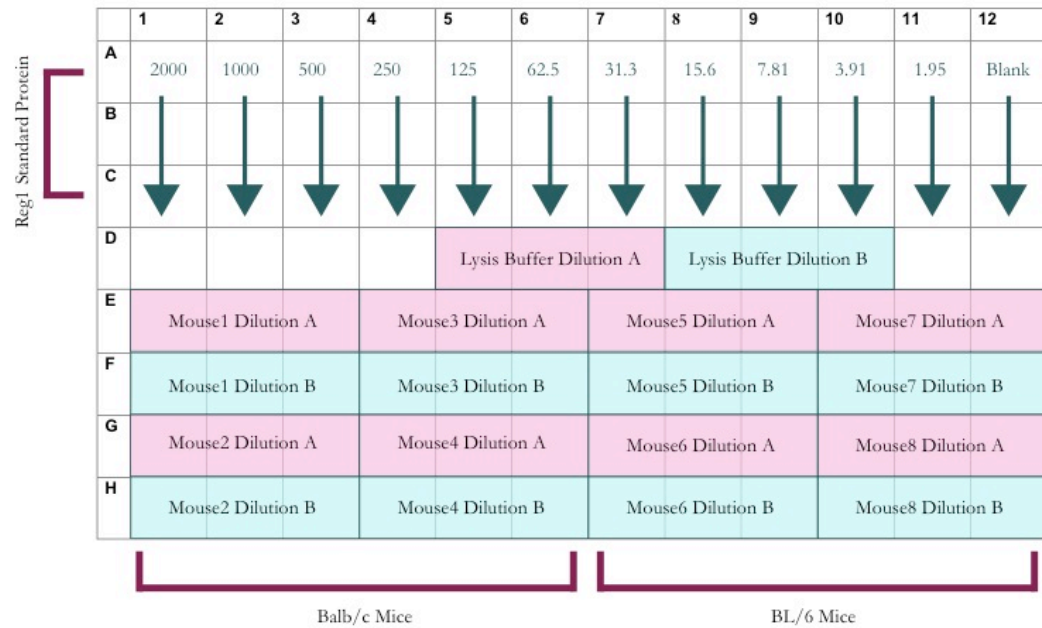 1 2 3 4 5 6 7 8 9 10 11 12
A 2000 1000 500 250 125 62.5 31.3 15.6 7.81 3.91 1.95 Blank
Reg1 Standard Protein
B
C
D Lysis Buffer Dilution A Lysis Buffer Dilution B
E Mouse1 Dilution A Mouse3 Dilution A Mouse5 Dilution A Mouse7 Dilution A
F Mouse1 Dilution B Mouse3 Dilution B Mouse5 Dilution B Mouse7 Dilution B
G Mouse2 Dilution A Mouse4 Dilution A Mouse6 Dilution A Mouse8 Dilution A
H Mouse2 Dilution B Mouse4 Dilution B Mouse6 Dilution B Mouse8 Dilution B
Balb/c Mice BL/6 Mice